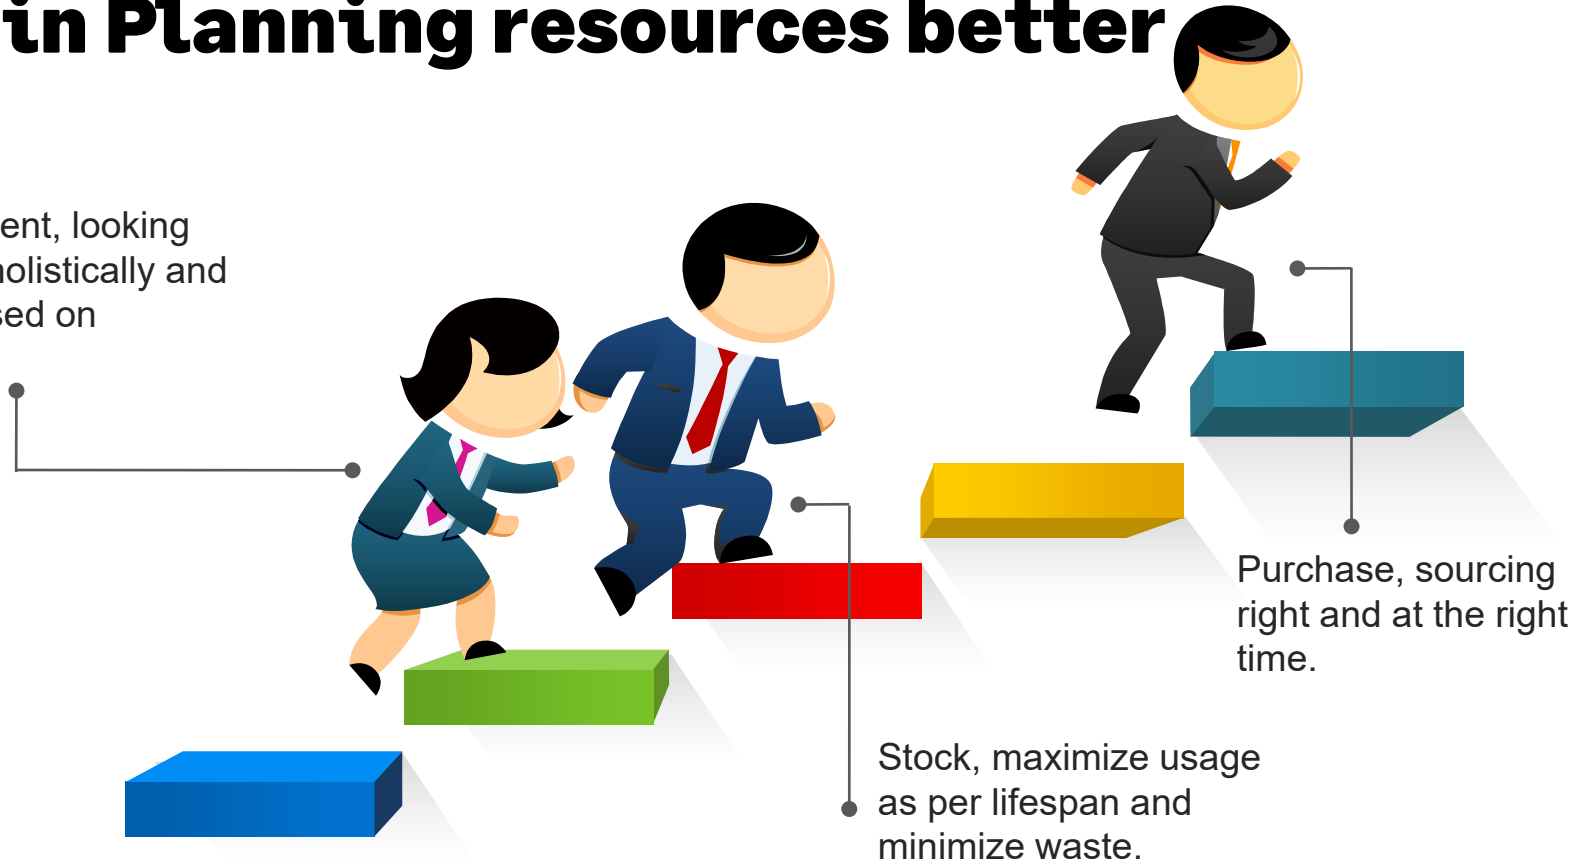 in Planning resources better
ent, looking
holistically and
sed on
Purchase, sourcing
right and at the right
time.
Stock, maximize usage
as per lifespan and
minimize waste.